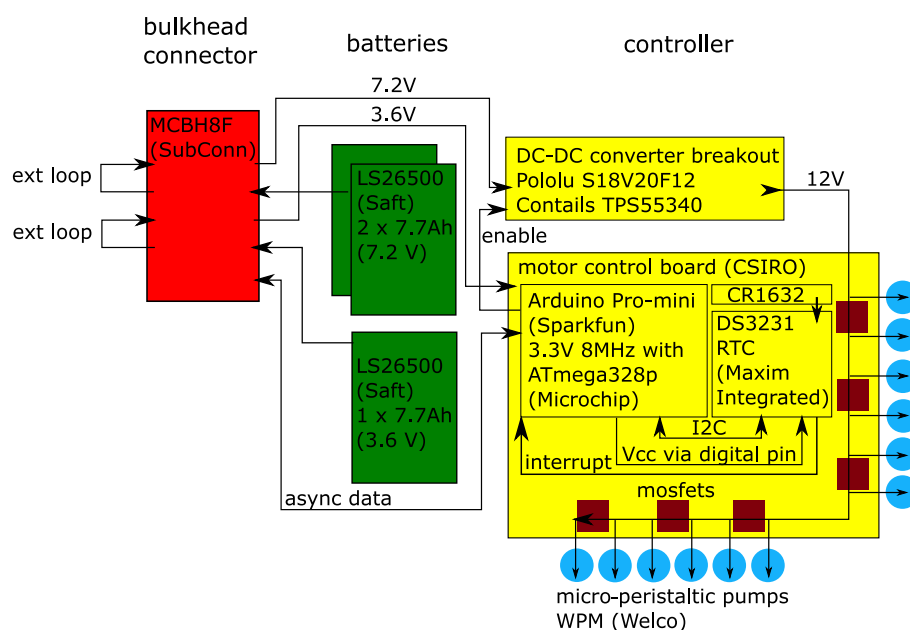 bulkhead
connector
batteries
controller
7.2V
3.6V
MCBH8F
(SubConn)
ext loop
ext loop
LS26500
(Saft)
2 x 7.7Ah
(7.2 V)
LS26500
(Saft)
1 x 7.7Ah
(3.6 V)
async data
DC-DC converter breakout
Pololu S18V20F12
Contails TPS55340
12V
enable
motor control board (CSIRO)
Arduino Pro-mini
(Sparkfun)
3.3V 8MHz with
ATmega328p
(Microchip)
CR1632
DS3231
RTC
(Maxim
Integrated)
I2C
Vcc via digital pin
interrupt
mosfets
micro-peristaltic pumps
WPM (Welco)